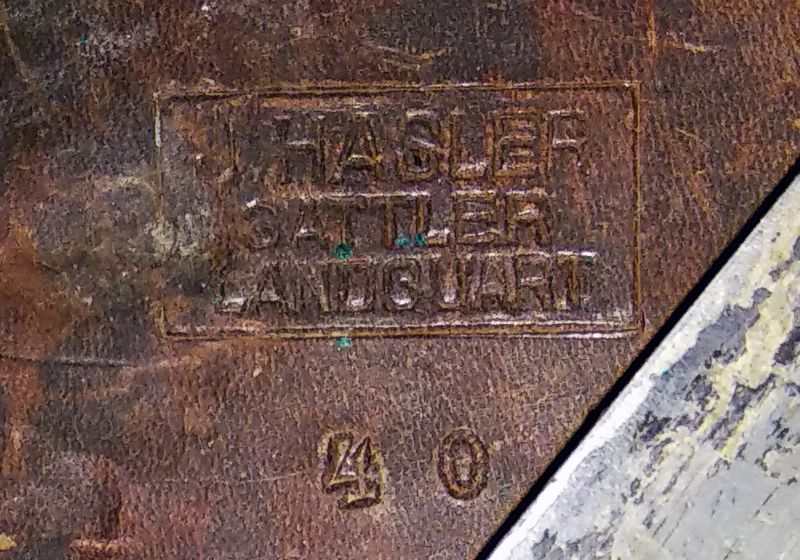 J. HASLER
SATTLER
LANDQUART
40